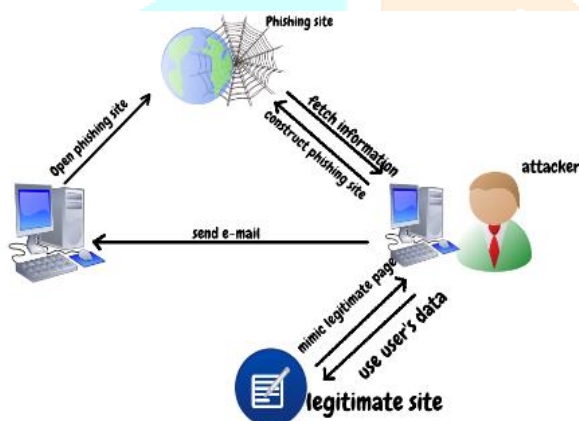 Phishing site
Open phishing site
fetch information
construct phishing site
attacker
send e-mail
mimic legitimate page
use user's data
legitimate site